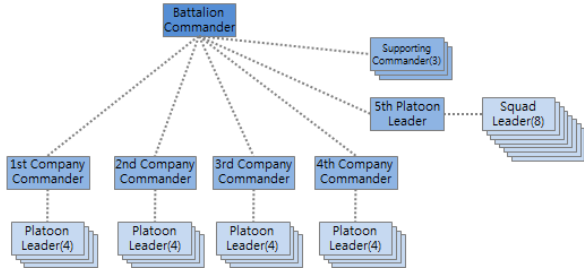 Battalion
Commander
Supporting
Commander(3)
5th Platoon
Leader
Squad
Leader(8)
1st Company
Commander
2nd Company
Commander
3rd Company
Commander
4th Company
Commander
Platoon
Leader(4)
Platoon
Leader(4)
Platoon
Leader(4)
Platoon
Leader(4)